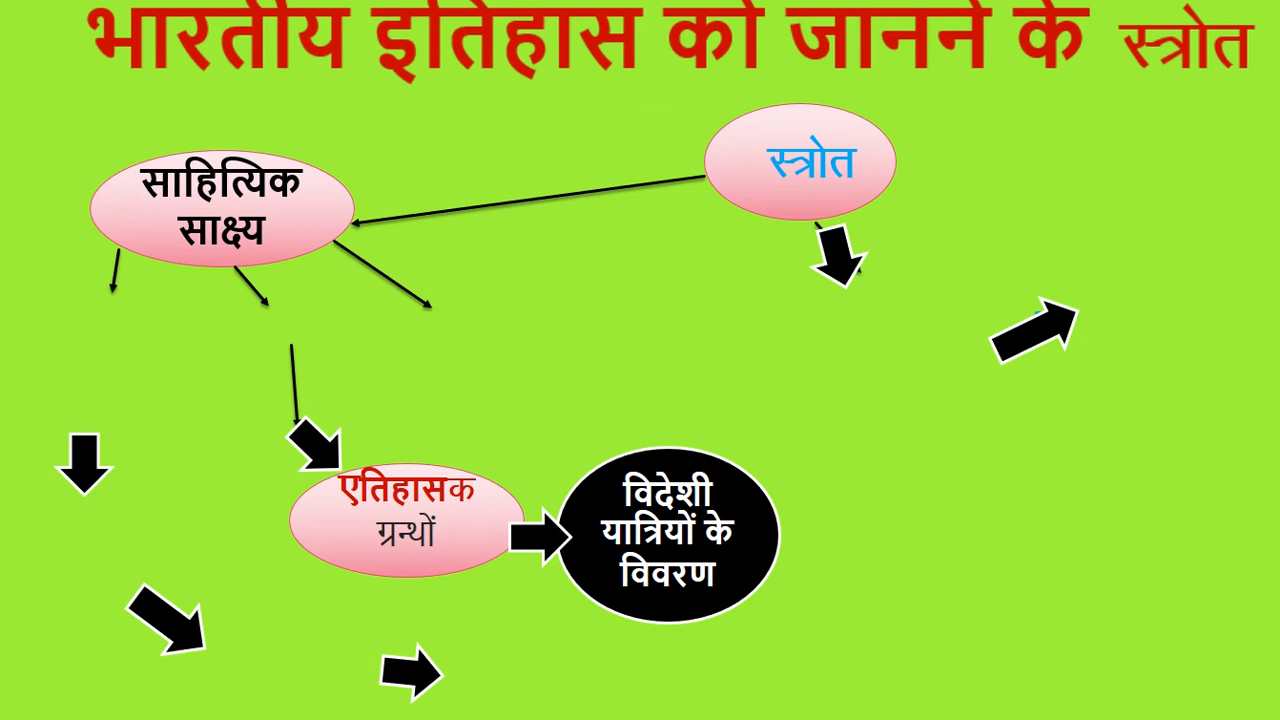 भारतीय इतिहास को जानने के स्त्रोत
स्त्रोत
साहित्यिक
साक्ष्य
एतिहासक
ग्रन्थों
विदेशी
यात्रियों के
विवरण